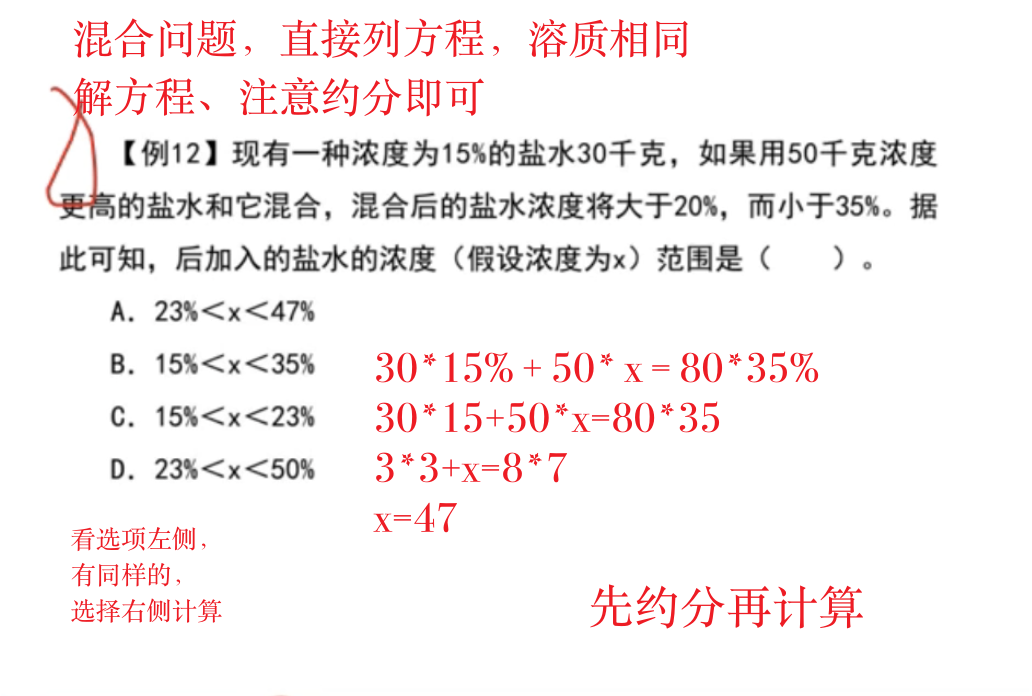 混合问题，直接列方程，溶质相同
解方程、注意约分即可
【例12】现有一种浓度为15%的盐水30千克，如果用50千克浓度
更高的盐水和它混合，混合后的盐水浓度将大于20%，而小于35%。据
此可知，后加入的盐水的浓度（假设浓度为x）范围是（　　）。
A. 23%＜x＜47%
B. 15%＜x＜35%
C. 15%＜x＜23%
D. 23%＜x＜50%
30*15% + 50* x = 80*35%
30*15+50*x=80*35
3*3+x=8*7
x=47
看选项左侧，
有同样的，
选择右侧计算
先约分再计算